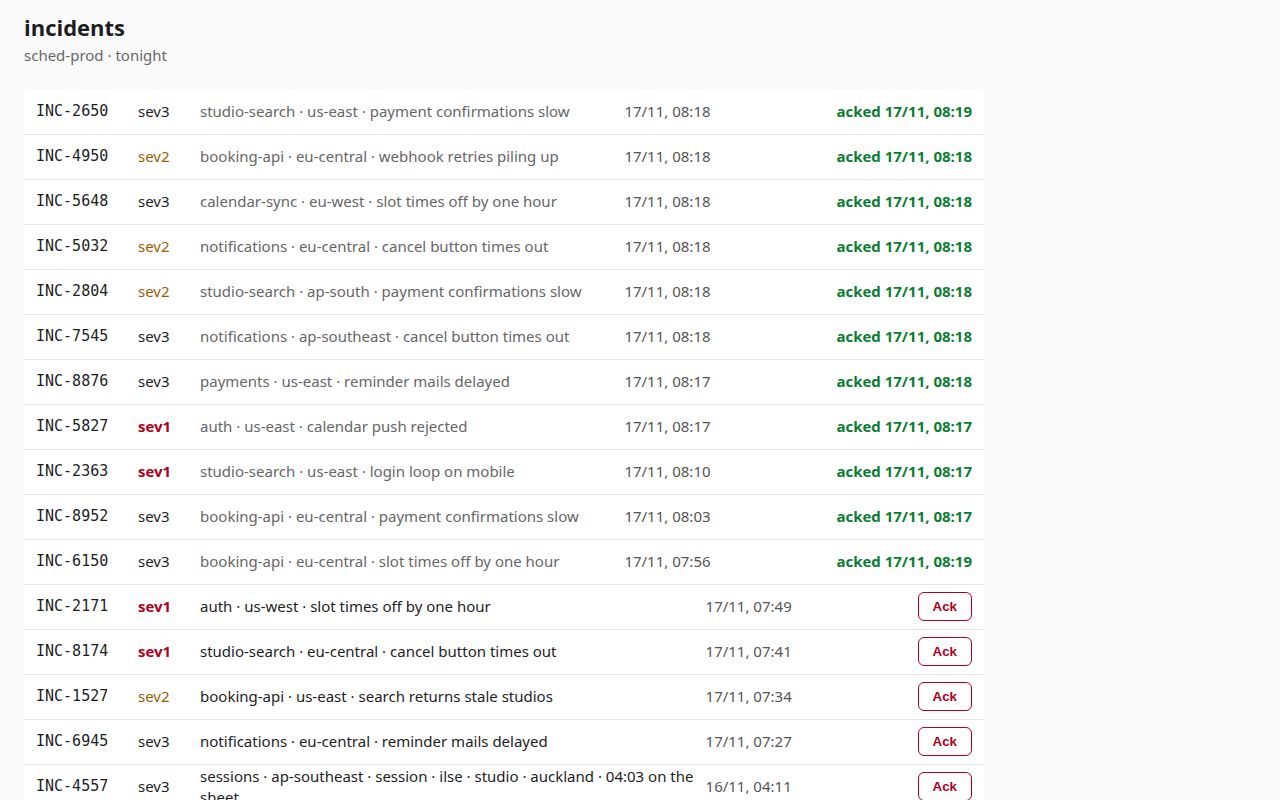 incidents
sched-prod · tonight
INC-2650 sev3 studio-search · us-east · payment confirmations slow 17/11, 08:18 acked 17/11, 08:19
INC-4950 sev2 booking-api · eu-central · webhook retries piling up 17/11, 08:18 acked 17/11, 08:18
INC-5648 sev3 calendar-sync · eu-west · slot times off by one hour 17/11, 08:18 acked 17/11, 08:18
INC-5032 sev2 notifications · eu-central · cancel button times out 17/11, 08:18 acked 17/11, 08:18
INC-2804 sev2 studio-search · ap-south · payment confirmations slow 17/11, 08:18 acked 17/11, 08:18
INC-7545 sev3 notifications · ap-southeast · cancel button times out 17/11, 08:18 acked 17/11, 08:18
INC-8876 sev3 payments · us-east · reminder mails delayed 17/11, 08:17 acked 17/11, 08:18
INC-5827 sev1 auth · us-east · calendar push rejected 17/11, 08:17 acked 17/11, 08:17
INC-2363 sev1 studio-search · us-east · login loop on mobile 17/11, 08:10 acked 17/11, 08:17
INC-8952 sev3 booking-api · eu-central · payment confirmations slow 17/11, 08:03 acked 17/11, 08:17
INC-6150 sev3 booking-api · eu-central · slot times off by one hour 17/11, 07:56 acked 17/11, 08:19
INC-2171 sev1 auth · us-west · slot times off by one hour 17/11, 07:49 Ack
INC-8174 sev1 studio-search · eu-central · cancel button times out 17/11, 07:41 Ack
INC-1527 sev2 booking-api · us-east · search returns stale studios 17/11, 07:34 Ack
INC-6945 sev3 notifications · eu-central · reminder mails delayed 17/11, 07:27 Ack
INC-4557 sev3 sessions · ap-southeast · session · ilse · studio · auckland · 04:03 on the 16/11, 04:11 Ack
sheet